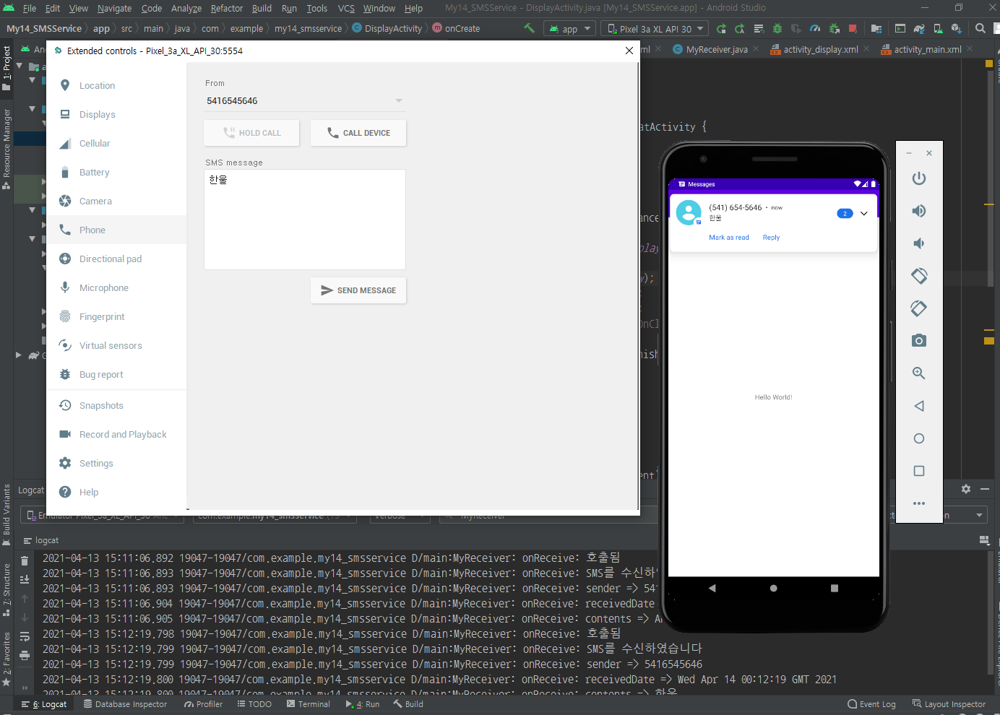 File Edit View Navigate Code Analyze Refactor Build Run Tools VCS Window Help My14_SMSService - DisplayActivity.java [My14_SMSService.app] - Android Studio
My14_SMSService app src main java com example my14_smsservice DisplayActivity onCreate app Pixel 3a XL API 30
MyReceiver.java activity_display.xml activity_main.xml
1: Project
Resource Manager
Build Variants
7: Structure
2: Favorites
Extended controls - Pixel_3a_XL_API_30:5554
Location
Displays
Cellular
Battery
Camera
Phone
Directional pad
Microphone
Fingerprint
Virtual sensors
Bug report
Snapshots
Record and Playback
Settings
Help
From
5416545646
HOLD CALL
CALL DEVICE
SMS message
한울
SEND MESSAGE
atActivity {
);
Messages
(541) 654-5646 • now
2
한울
Mark as read Reply
Hello World!
Logcat
Emulator Pixel_3a_XL_API_30 com.example.my14_smsservice Verbose MyReceiver
logcat
2021-04-13 15:11:06.892 19047-19047/com.example.my14_smsservice D/main:MyReceiver: onReceive: 호출됨
2021-04-13 15:11:06.893 19047-19047/com.example.my14_smsservice D/main:MyReceiver: onReceive: SMS를 수신하
2021-04-13 15:11:06.893 19047-19047/com.example.my14_smsservice D/main:MyReceiver: onReceive: sender => 541
2021-04-13 15:11:06.904 19047-19047/com.example.my14_smsservice D/main:MyReceiver: onReceive: receivedDate
2021-04-13 15:11:06.905 19047-19047/com.example.my14_smsservice D/main:MyReceiver: onReceive: contents =>
2021-04-13 15:12:19.798 19047-19047/com.example.my14_smsservice D/main:MyReceiver: onReceive: 호출됨
2021-04-13 15:12:19.799 19047-19047/com.example.my14_smsservice D/main:MyReceiver: onReceive: SMS를 수신하였습니다
2021-04-13 15:12:19.799 19047-19047/com.example.my14_smsservice D/main:MyReceiver: onReceive: sender => 5416545646
2021-04-13 15:12:19.800 19047-19047/com.example.my14_smsservice D/main:MyReceiver: onReceive: receivedDate => Wed Apr 14 00:12:19 GMT 2021
2021-04-13 15:12:19.800 19047-19047/com.example.my14_smsservice D/main:MyReceiver: onReceive: contents => 한울
6: Logcat Database Inspector Profiler TODO Terminal 4: Run Build Event Log Layout Inspector